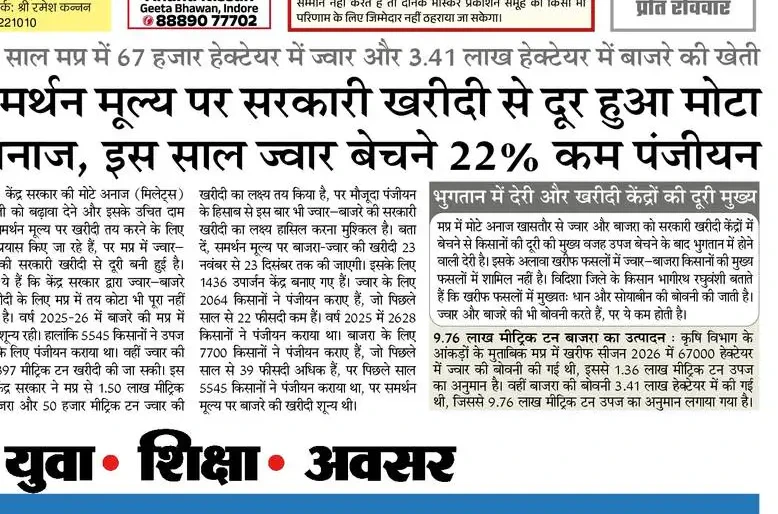 र्क: श्री रमेश कन्नन
221010
Geeta Bhawan, Indore
88890 77702
परिणाम के लिए जिम्मेदार नहीं ठहराया जा सकेगा।
प्रति रविवार
साल मप्र में 67 हजार हेक्टेयर में ज्वार और 3.41 लाख हेक्टेयर में बाजरे की खेती
मर्थन मूल्य पर सरकारी खरीदी से दूर हुआ मोटा
नाज, इस साल ज्वार बेचने 22% कम पंजीयन
केंद्र सरकार की मोटे अनाज (मिलेट्स)
ी को बढ़ावा देने और इसके उचित दाम
मर्थन मूल्य पर खरीदी तय करने के लिए
प्रयास किए जा रहे हैं, पर मप्र में ज्वार-
की सरकारी खरीदी से दूरी बनी हुई है।
ये हैं कि केंद्र सरकार द्वारा ज्वार-बाजरे
रीदी के लिए मप्र में तय कोटा भी पूरा नहीं
है। वर्ष 2025-26 में बाजरे की मप्र में
शून्य रही। हालांकि 5545 किसानों ने उपज
के लिए पंजीयन कराया था। वहीं ज्वार की
397 मीट्रिक टन खरीदी की जा सकी। इस
केंद्र सरकार ने मप्र से 1.50 लाख मीट्रिक
जरा और 50 हजार मीट्रिक टन ज्वार की
खरीदी का लक्ष्य तय किया है, पर मौजूदा पंजीयन
के हिसाब से इस बार भी ज्वार-बाजरे की सरकारी
खरीदी का लक्ष्य हासिल करना मुश्किल है। बता
दें, समर्थन मूल्य पर बाजरा-ज्वार की खरीदी 23
नवंबर से 23 दिसंबर तक की जाएगी। इसके लिए
1436 उपार्जन केंद्र बनाए गए हैं। ज्वार के लिए
2064 किसानों ने पंजीयन कराए हैं, जो पिछले
साल से 22 फीसदी कम हैं। वर्ष 2025 में 2628
किसानों ने पंजीयन कराया था। बाजरा के लिए
7700 किसानों ने पंजीयन कराया हैं, जो पिछले
साल से 39 फीसदी अधिक हैं, पर पिछले साल
5545 किसानों ने पंजीयन कराया था, पर समर्थन
मूल्य पर बाजरे की खरीदी शून्य थी।
भुगतान में देरी और खरीदी केंद्रों की दूरी मुख्य
मप्र में मोटे अनाज खासतौर से ज्वार और बाजरा को सरकारी खरीदी केंद्रों में
बेचने से किसानों की दूरी की मुख्य वजह उपज बेचने के बाद भुगतान में होने
वाली देरी है। इसके अलावा खरीफ फसलों में ज्वार-बाजरा किसानों की मुख्य
फसलों में शामिल नहीं है। विदिशा जिले के किसान भागीरथ रघुवंशी बताते
हैं कि खरीफ फसलों में मुख्यतः धान और सोयाबीन की बोवनी की जाती है।
ज्वार और बाजरे की भी बोवनी करते हैं, पर ये कम होती है।
9.76 लाख मीट्रिक टन बाजरा का उत्पादन : कृषि विभाग के
आंकड़ों के मुताबिक मप्र में खरीफ सीजन 2026 में 67000 हेक्टेयर
में ज्वार की बोवनी की गई थी, इससे 1.36 लाख मीट्रिक टन उपज
का अनुमान है। वहीं बाजरा की बोवनी 3.41 लाख हेक्टेयर में की गई
थी, जिससे 9.76 लाख मीट्रिक टन उपज का अनुमान लगाया गया है।
युवा • शिक्षा • अवसर